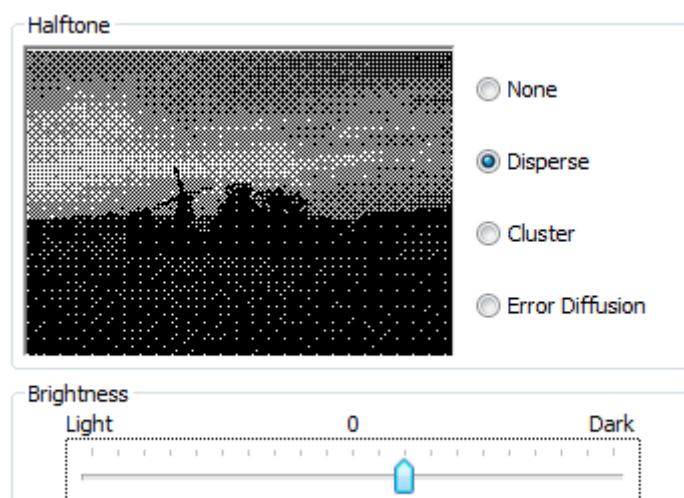 Halftone
None
Disperse
Cluster
Error Diffusion
Brightness
Light 0 Dark